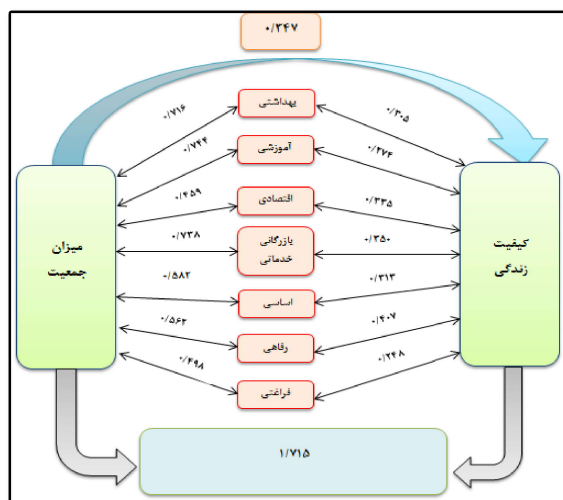 ۰/۳۴۷
بهداشتی
۰/۷۱۶
۰/۳۰۵
آموزشی
۰/۷۴۴
۰/۲۷۴
اقتصادی
۰/۴۵۹
۰/۳۳۵
میزان
جمعیت
کیفیت
زندگی
بازرگانی
خدماتی
۰/۷۳۸
۰/۳۵۰
اساسی
۰/۵۸۲
۰/۳۱۳
رفاهی
۰/۵۶۲
۰/۴۰۷
فراغتی
۰/۴۹۸
۰/۲۴۸
۱/۷۱۵